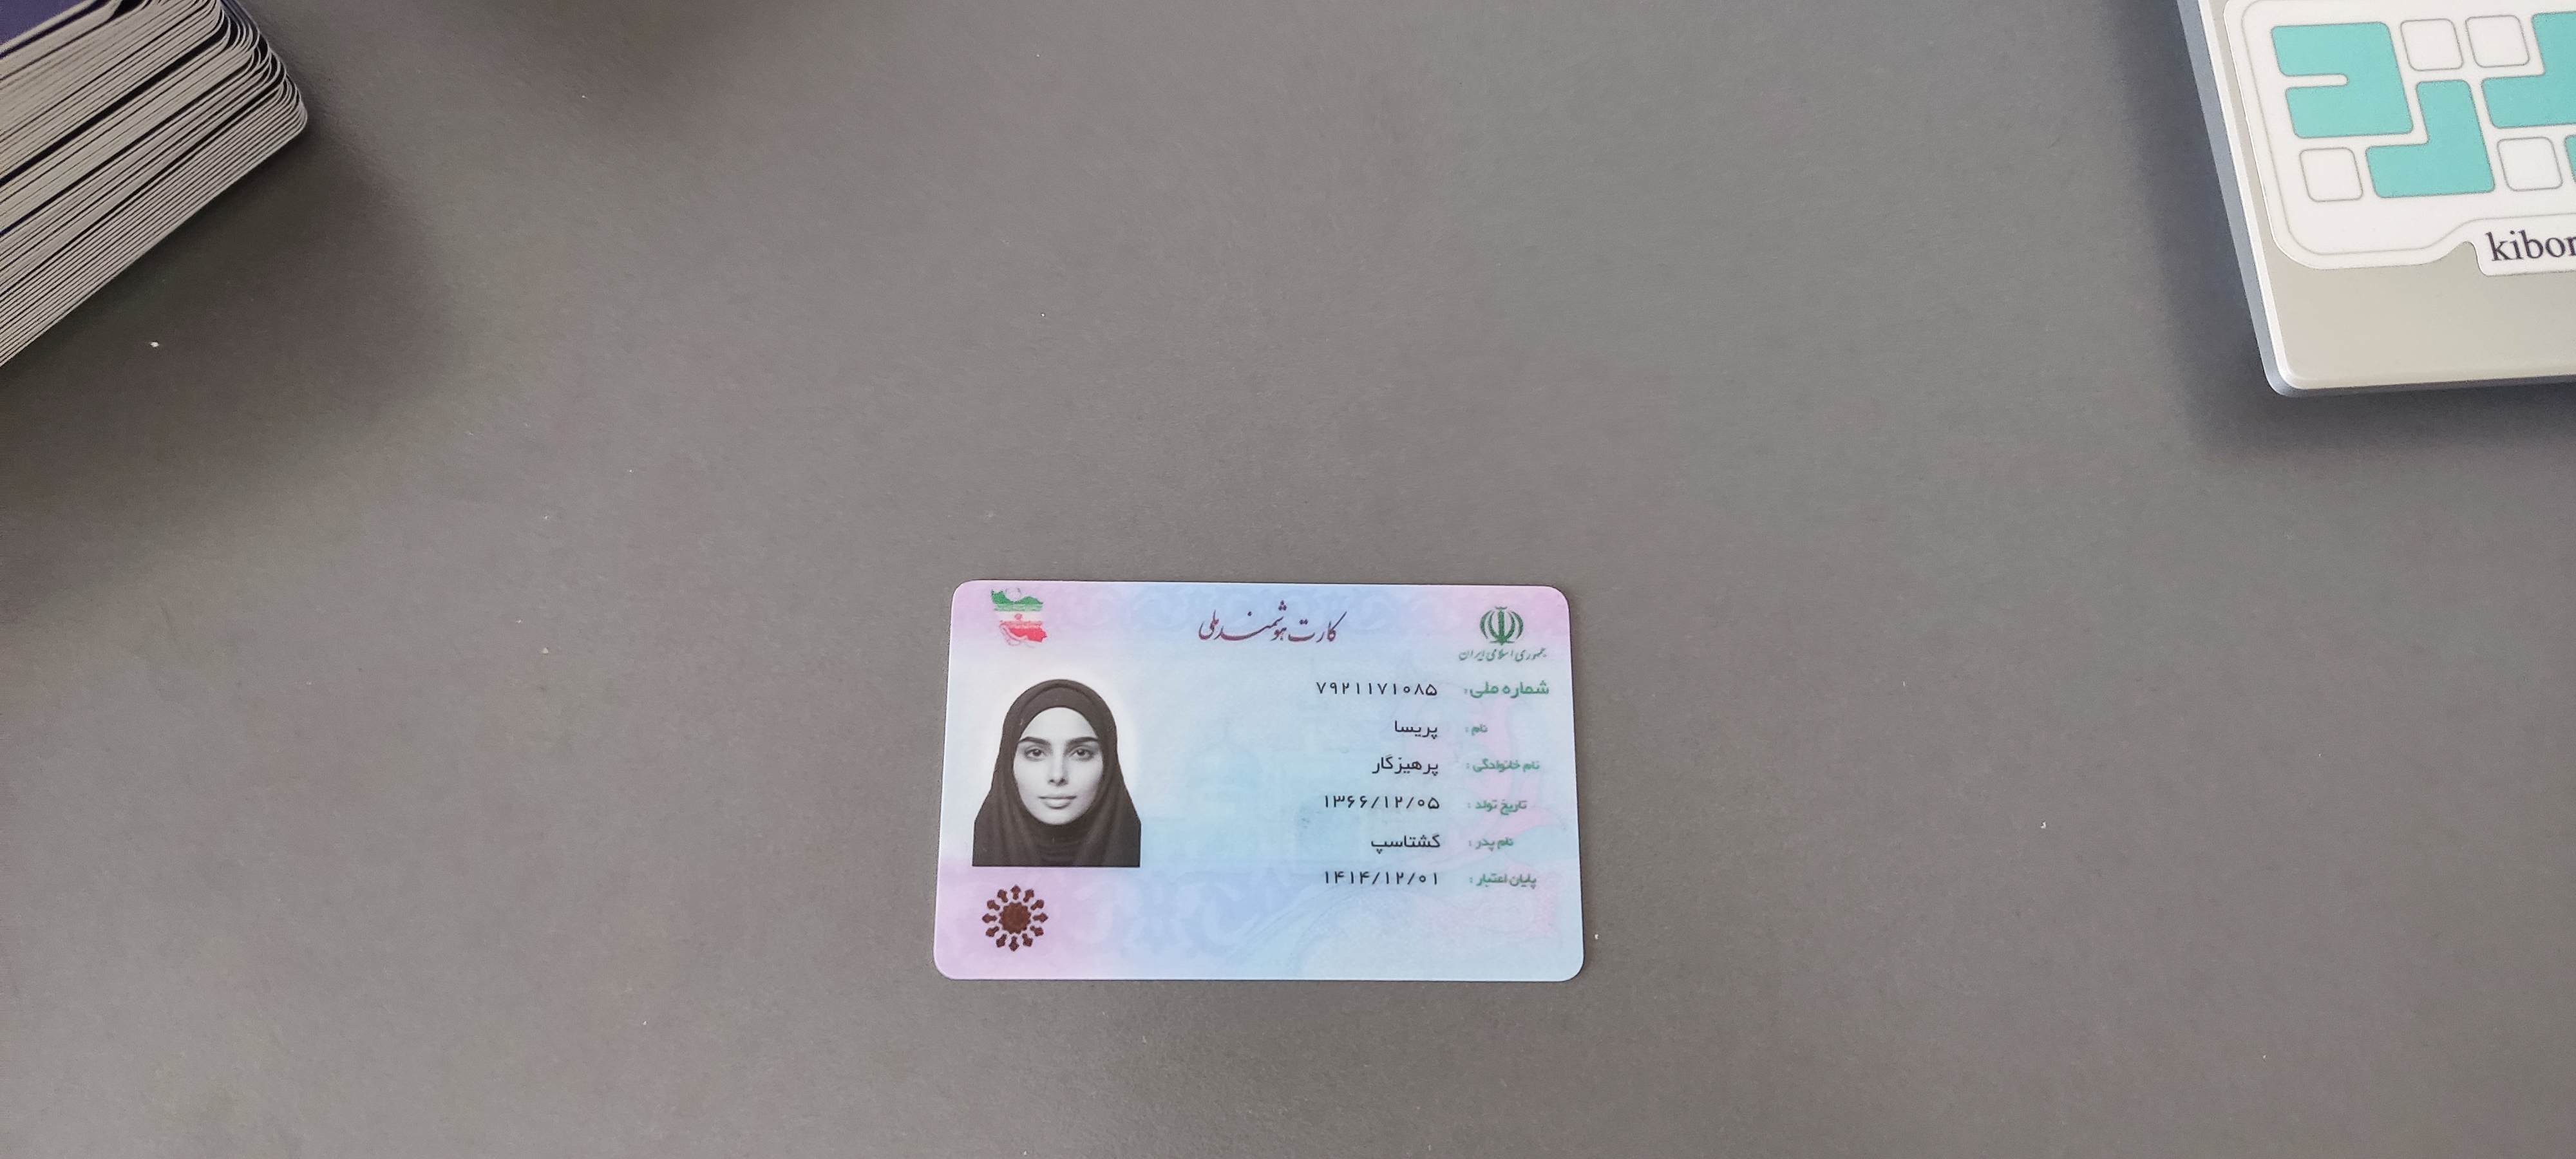 کارت هوشمند ملی
جمهوری اسلامی ایران
شماره ملی: ۷۹۲۱۱۷۱۰۸۵
نام: پریسا
نام خانوادگی: پرهیزگار
تاریخ تولد: ۱۳۶۶/۱۲/۰۵
نام پدر: گشتاسپ
پایان اعتبار: ۱۴۱۴/۱۲/۰۱